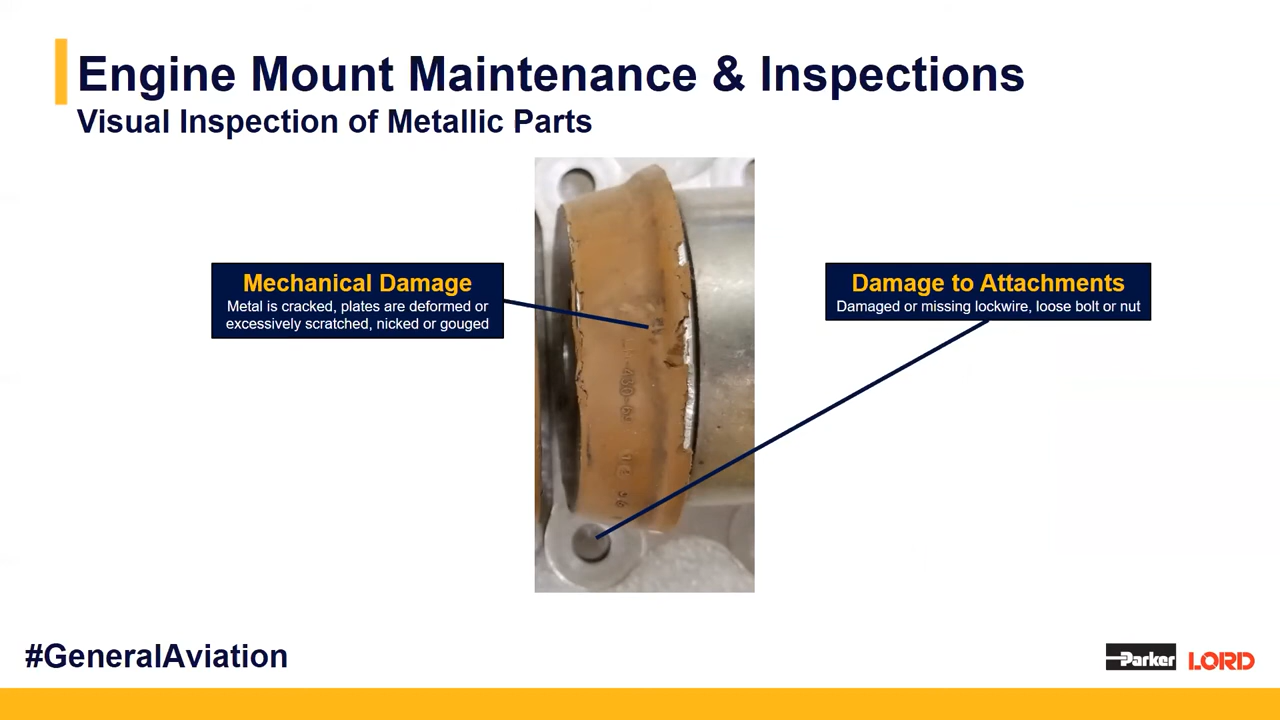 Engine Mount Maintenance & Inspections
Visual Inspection of Metallic Parts
Mechanical Damage
Metal is cracked, plates are deformed or
excessively scratched, nicked or gouged
Damage to Attachments
Damaged or missing lockwire, loose bolt or nut
#GeneralAviation
Parker LORD